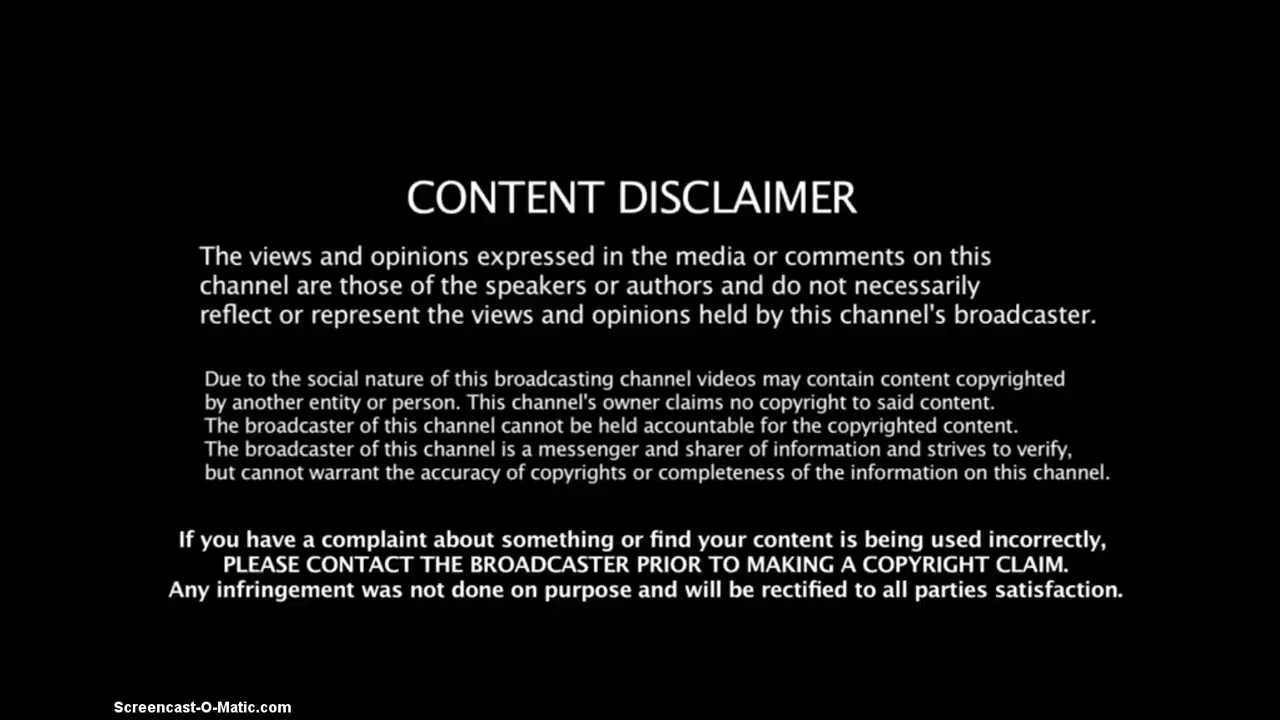 CONTENT DISCLAIMER
The views and opinions expressed in the media or comments on this
channel are those of the speakers or authors and do not necessarily
reflect or represent the views and opinions held by this channel's broadcaster.
Due to the social nature of this broadcasting channel videos may contain content copyrighted
by another entity or person. This channel's owner claims no copyright to said content.
The broadcaster of this channel cannot be held accountable for the copyrighted content.
The broadcaster of this channel is a messenger and sharer of information and strives to verify,
but cannot warrant the accuracy of copyrights or completeness of the information on this channel.
If you have a complaint about something or find your content is being used incorrectly,
PLEASE CONTACT THE BROADCASTER PRIOR TO MAKING A COPYRIGHT CLAIM.
Any infringement was not done on purpose and will be rectified to all parties satisfaction.
Screencast-O-Matic.com